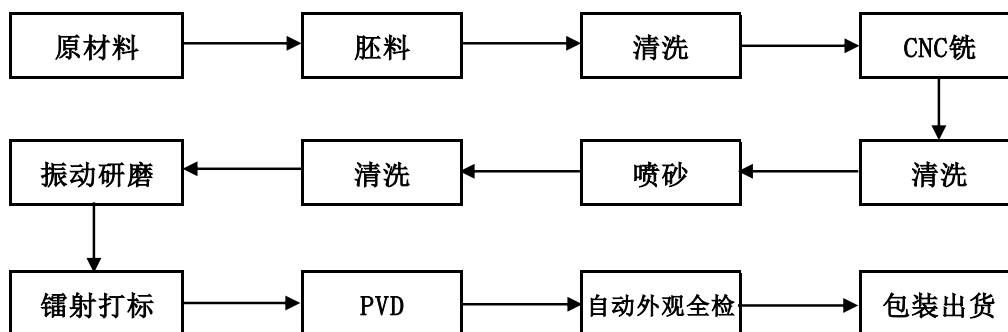 原材料
胚料
清洗
CNC铣
清洗
喷砂
清洗
振动研磨
镭射打标
PVD
自动外观全检
包装出货